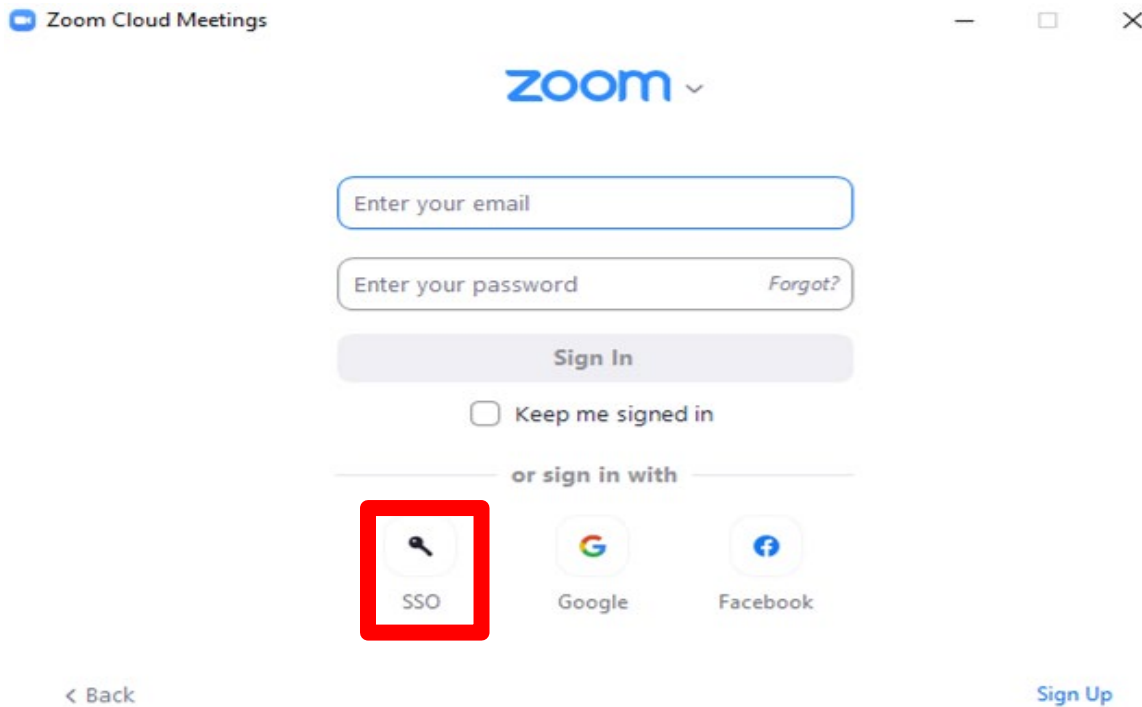 Zoom Cloud Meetings
zoom
Enter your email
Enter your password Forgot?
Sign In
Keep me signed in
or sign in with
SSO Google Facebook
< Back Sign Up